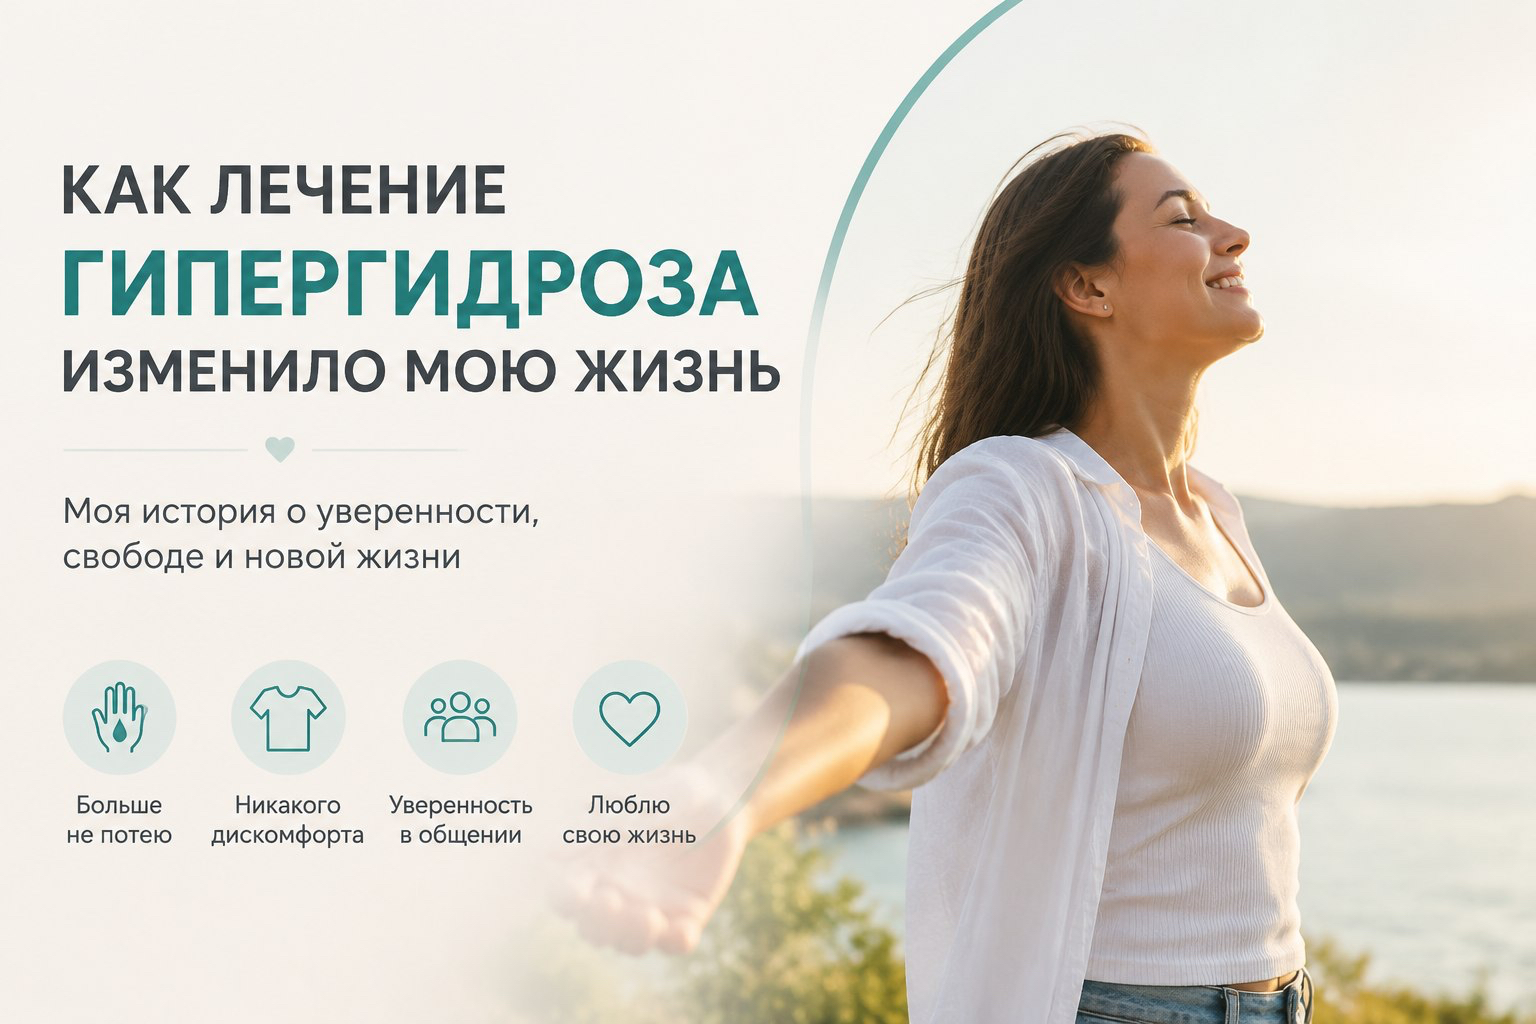 КАК ЛЕЧЕНИЕ
ГИПЕРГИДРОЗА
ИЗМЕНИЛО МОЮ ЖИЗНЬ
Моя история о уверенности,
свободе и новой жизни
Больше
не потею
Никакого
дискомфорта
Уверенность
в общении
Люблю
свою жизнь